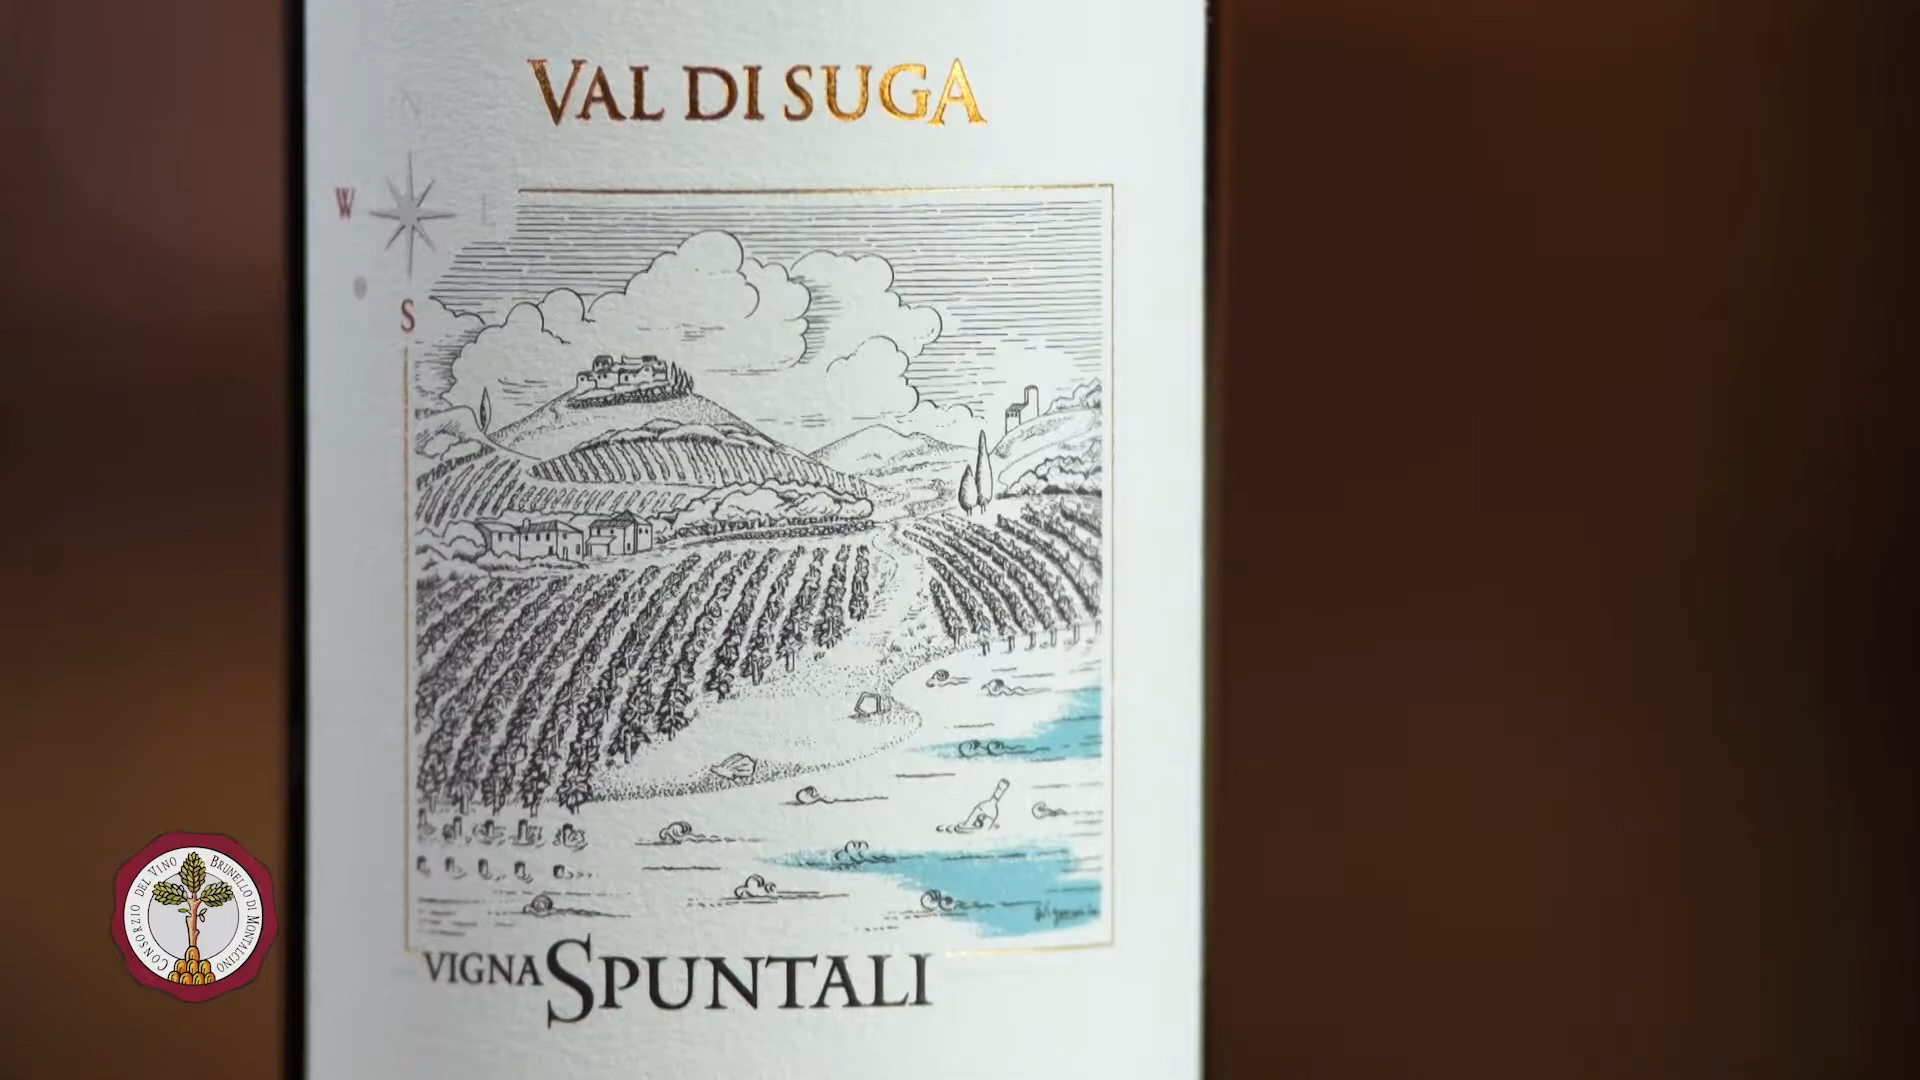 VAL DI SUGA
N
W
L
S
VIGNA SPUNTALI
CONSORZIO DEL VINO BRUNELLO DI MONTALCINO